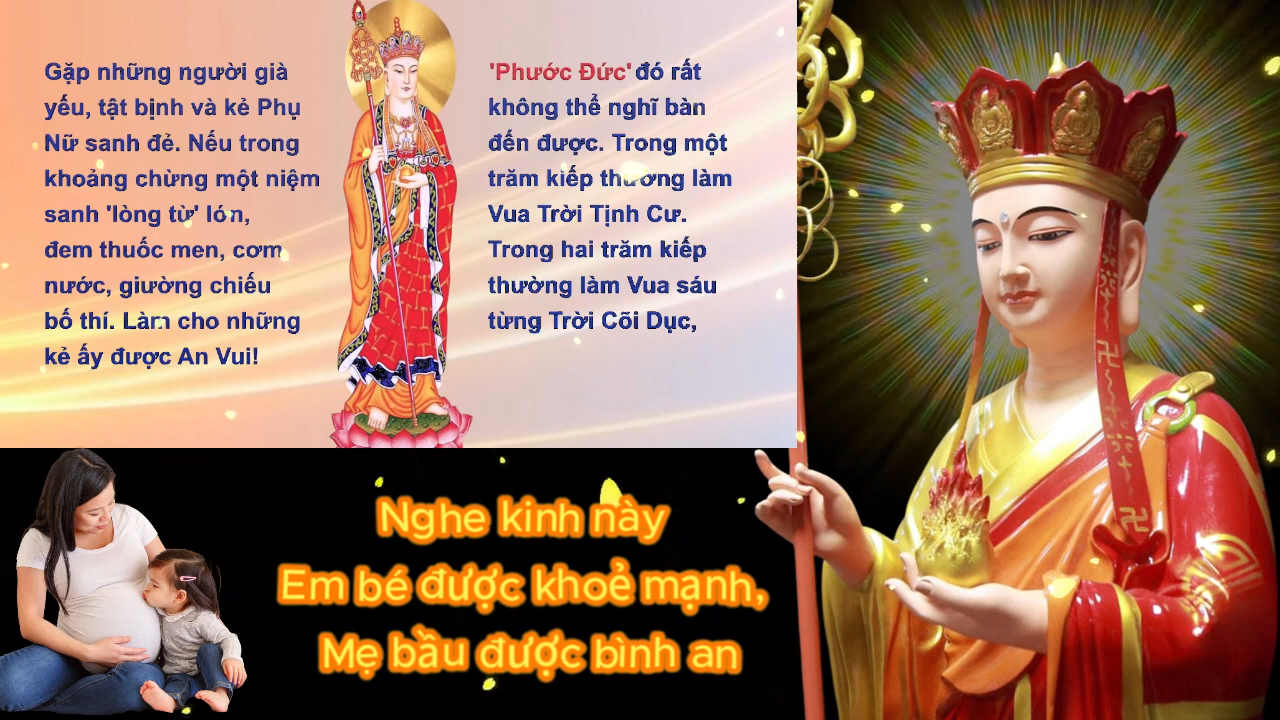 Gặp những người già
yếu, tật bịnh và kẻ Phụ
Nữ sanh đẻ. Nếu trong
khoảng chừng một niệm
sanh 'lòng từ' lớn,
đem thuốc men, cơm
nước, giường chiếu
bố thí. Làm cho những
kẻ ấy được An Vui!
'Phước Đức' đó rất
không thể nghĩ bàn
đến được. Trong một
trăm kiếp thường làm
Vua Trời Tịnh Cư.
Trong hai trăm kiếp
thường làm Vua sáu
từng Trời Cõi Dục,
Nghe kinh này
Em bé được khoẻ mạnh,
Mẹ bầu được bình an